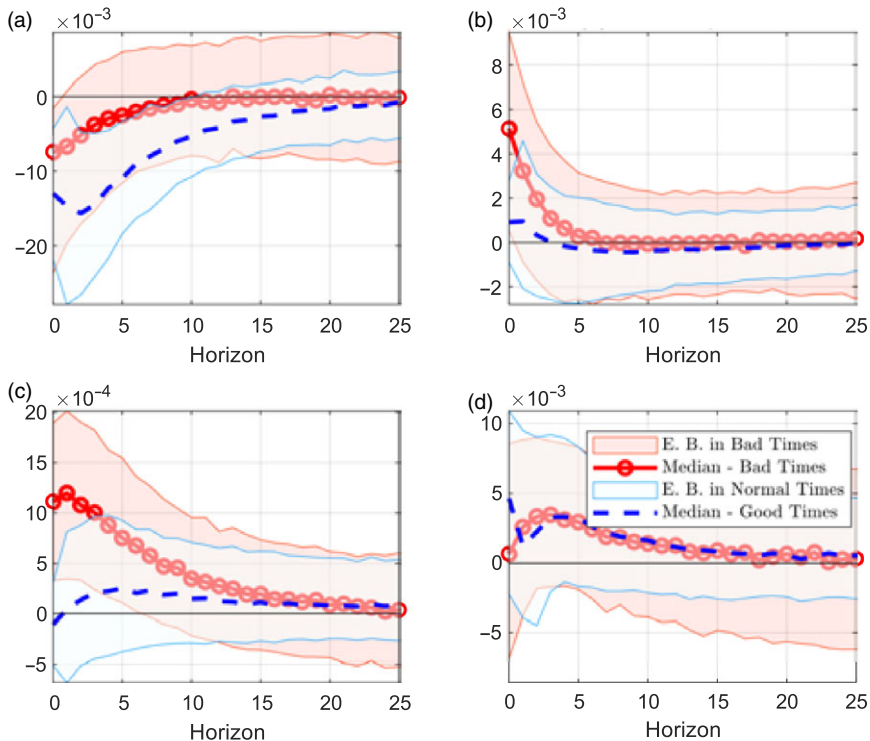 (a)
×10⁻³
0
−10
−20
0 5 10 15 20 25
Horizon
(b)
×10⁻³
8
6
4
2
0
−2
0 5 10 15 20 25
Horizon
(c)
×10⁻⁴
20
15
10
5
0
−5
0 5 10 15 20 25
Horizon
(d)
×10⁻³
10
5
0
−5
E. B. in Bad Times
Median - Bad Times
E. B. in Normal Times
Median - Good Times
0 5 10 15 20 25
Horizon